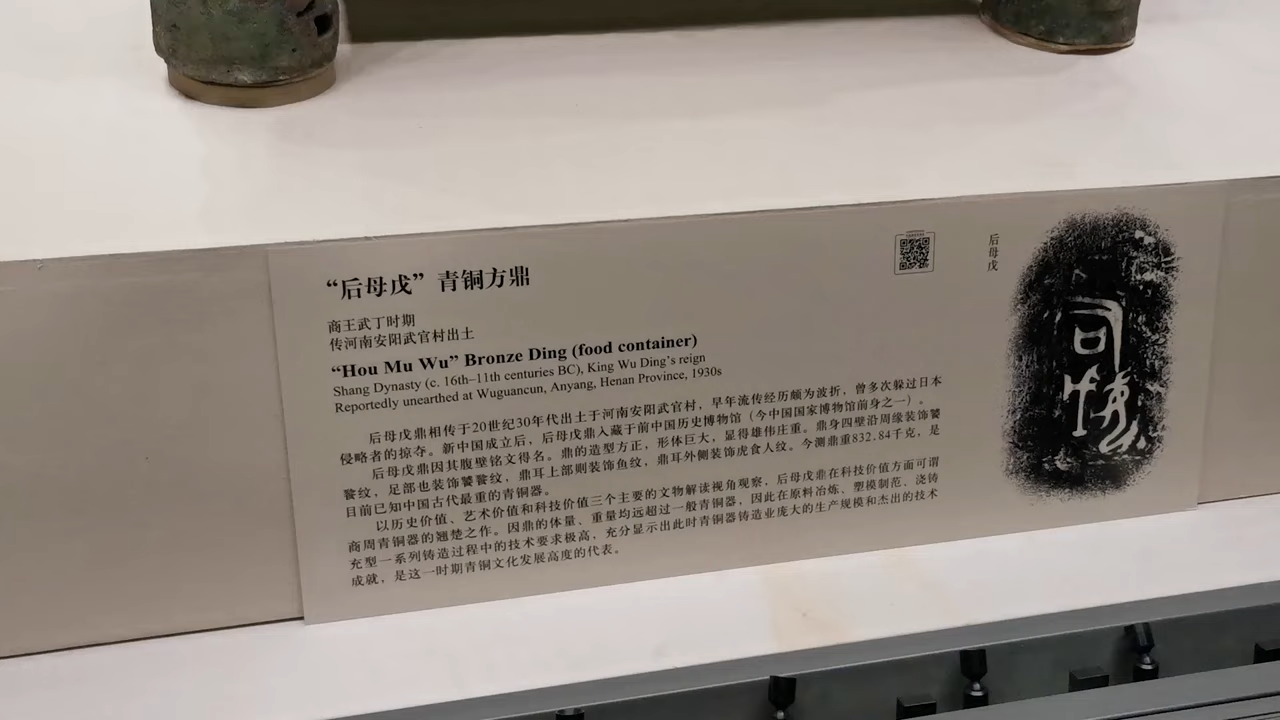 “后母戊”青铜方鼎
商王武丁时期
传河南安阳武官村出土
“Hou Mu Wu” Bronze Ding (food container)
Shang Dynasty (c. 16th–11th centuries BC), King Wu Ding’s reign
Reportedly unearthed at Wuguancun, Anyang, Henan Province, 1930s
后母戊鼎相传于20世纪30年代出土于河南安阳武官村，早年流传经历颇为波折，曾多次躲过日本
侵略者的掠夺。新中国成立后，后母戊鼎入藏于前中国历史博物馆（今中国国家博物馆前身之一）。
后母戊鼎因其腹壁铭文得名。鼎的造型方正，形体巨大，显得雄伟庄重。鼎身四壁沿周缘装饰饕
餮纹，足部也装饰饕餮纹，鼎耳上部则装饰鱼纹，鼎耳外侧装饰虎食人纹。今测鼎重832.84千克，是
目前已知中国古代最重的青铜器。
以历史价值、艺术价值和科技价值三个主要的文物解读视角观察，后母戊鼎在科技价值方面可谓
商周青铜器的翘楚之作。因鼎的体量、重量均远超过一般青铜器，因此在原料冶炼、塑模制范、浇铸
充型一系列铸造过程中的技术要求极高，充分显示出此时青铜器铸造业庞大的生产规模和杰出的技术
成就，是这一时期青铜文化发展高度的代表。
后母戊